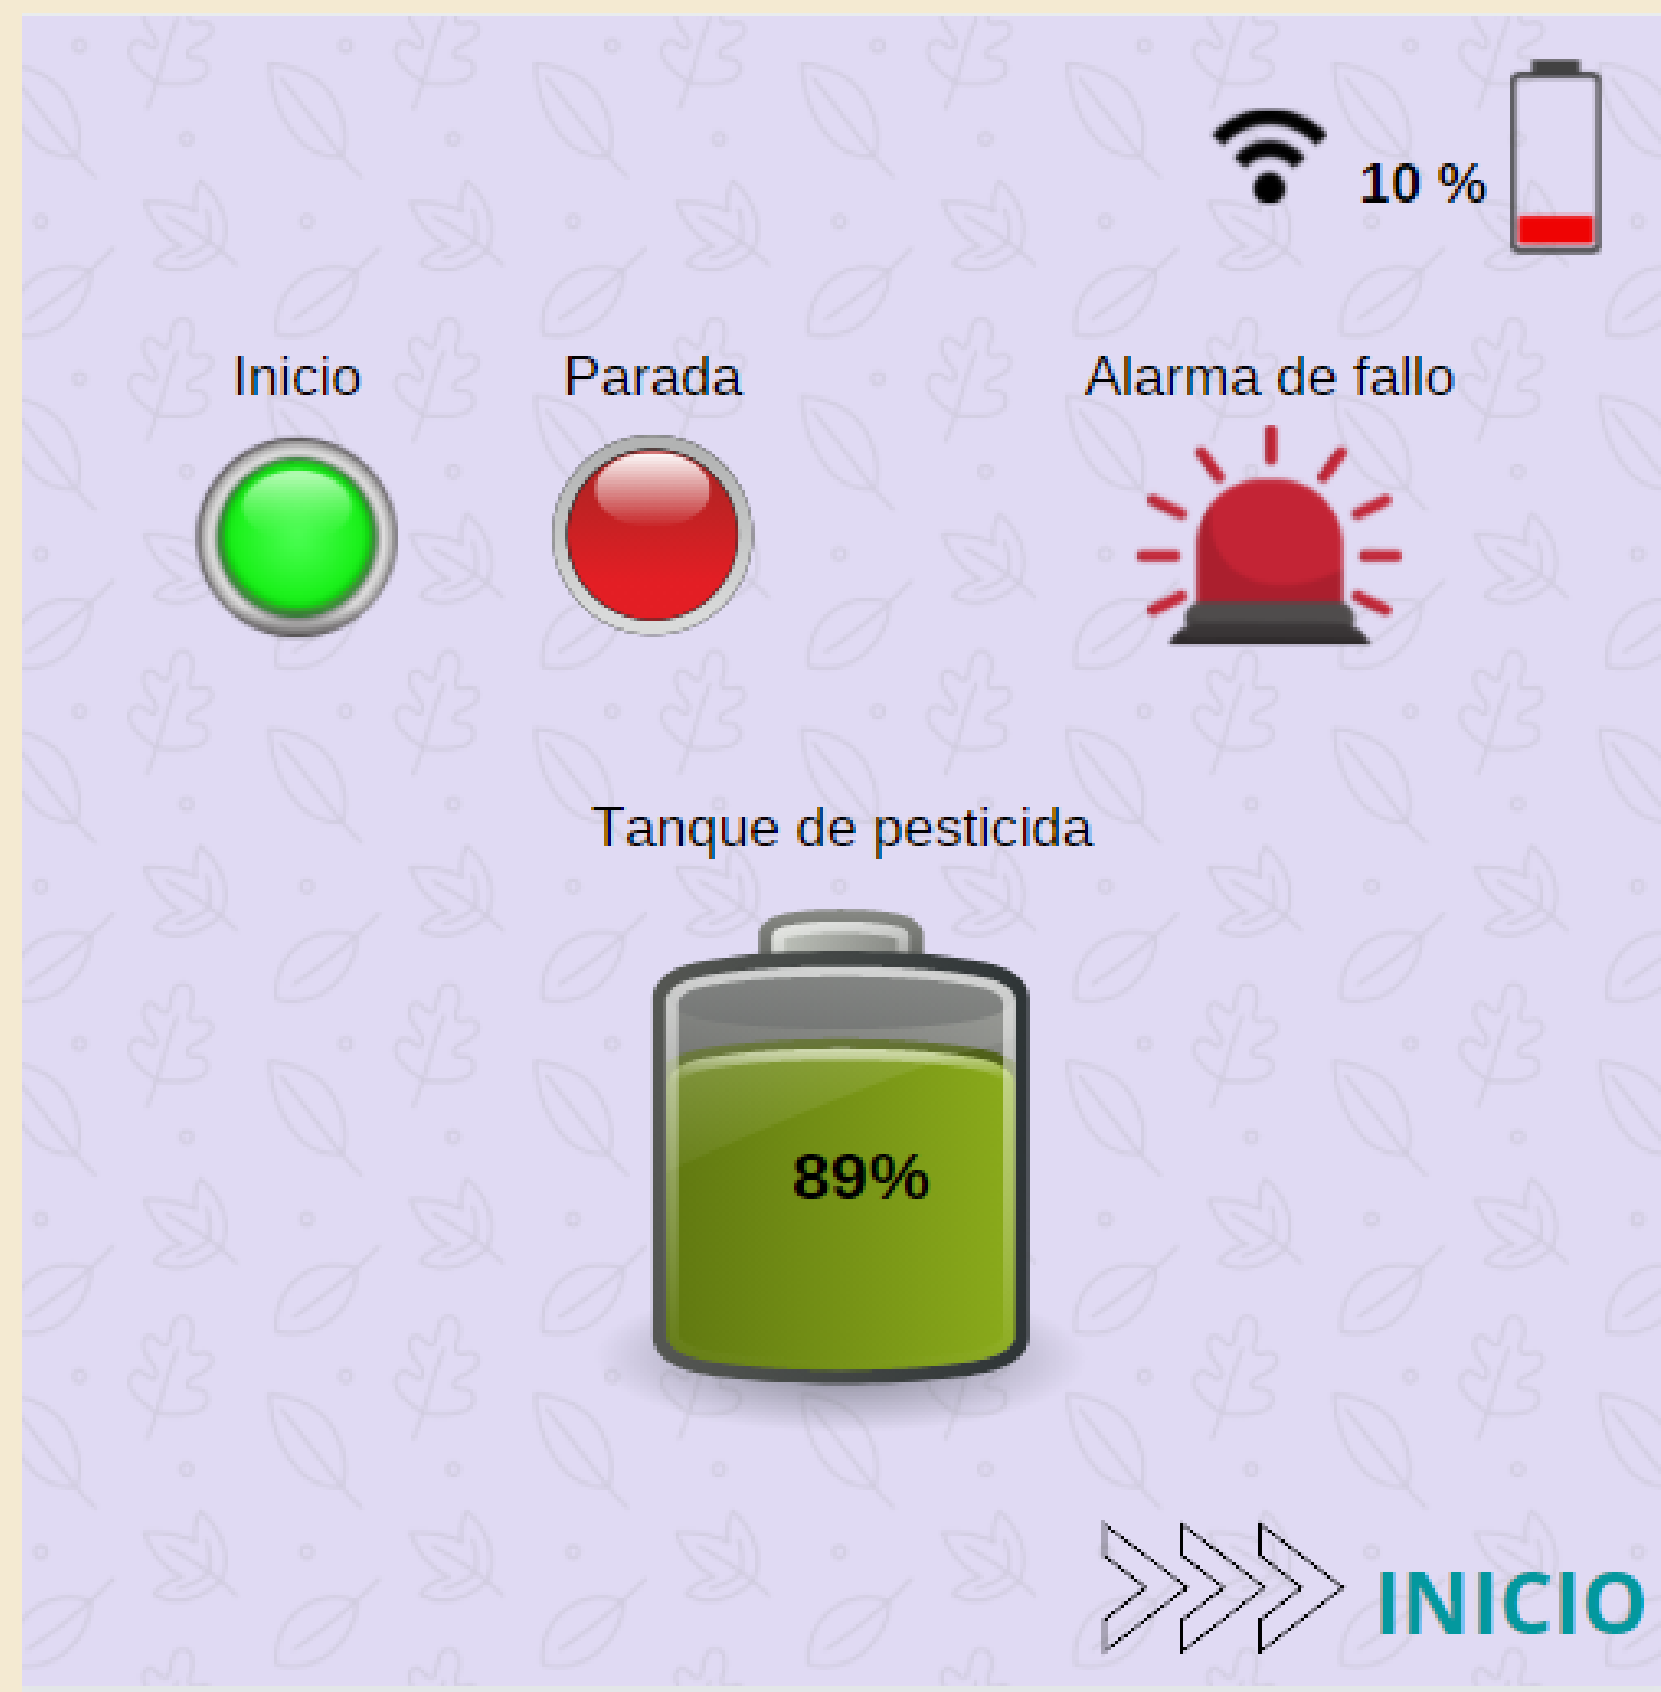 10 %
Inicio
Parada
Alarma de fallo
Tanque de pesticida
89%
INICIO